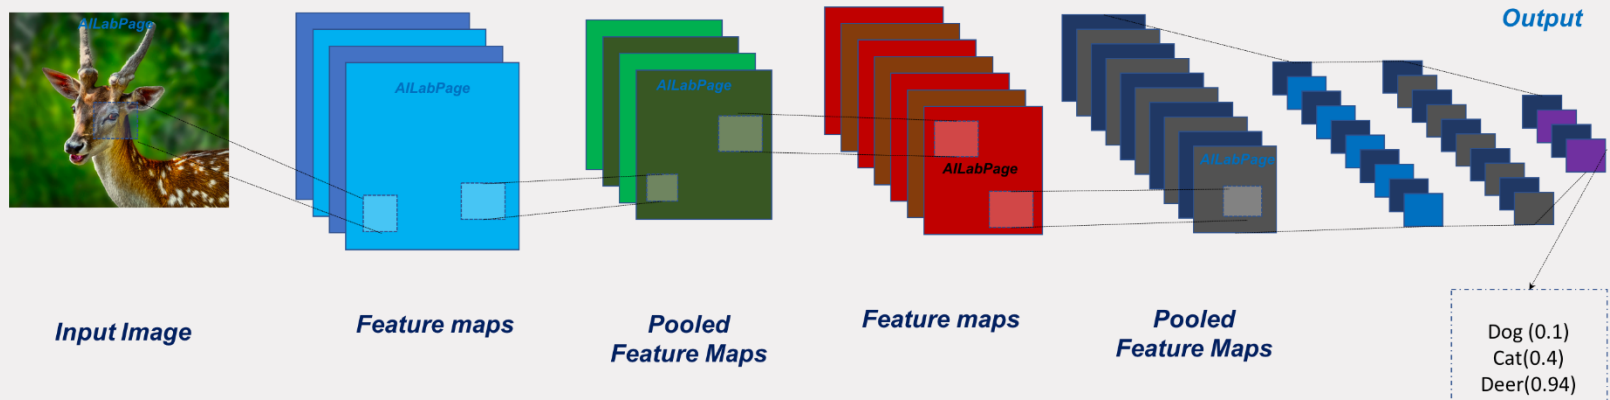 AILabPage
Output
AILabPage
AILabPage
AILabPage
AILabPage
Input Image
Feature maps
Pooled
Feature Maps
Feature maps
Pooled
Feature Maps
Dog (0.1)
Cat(0.4)
Deer(0.94)